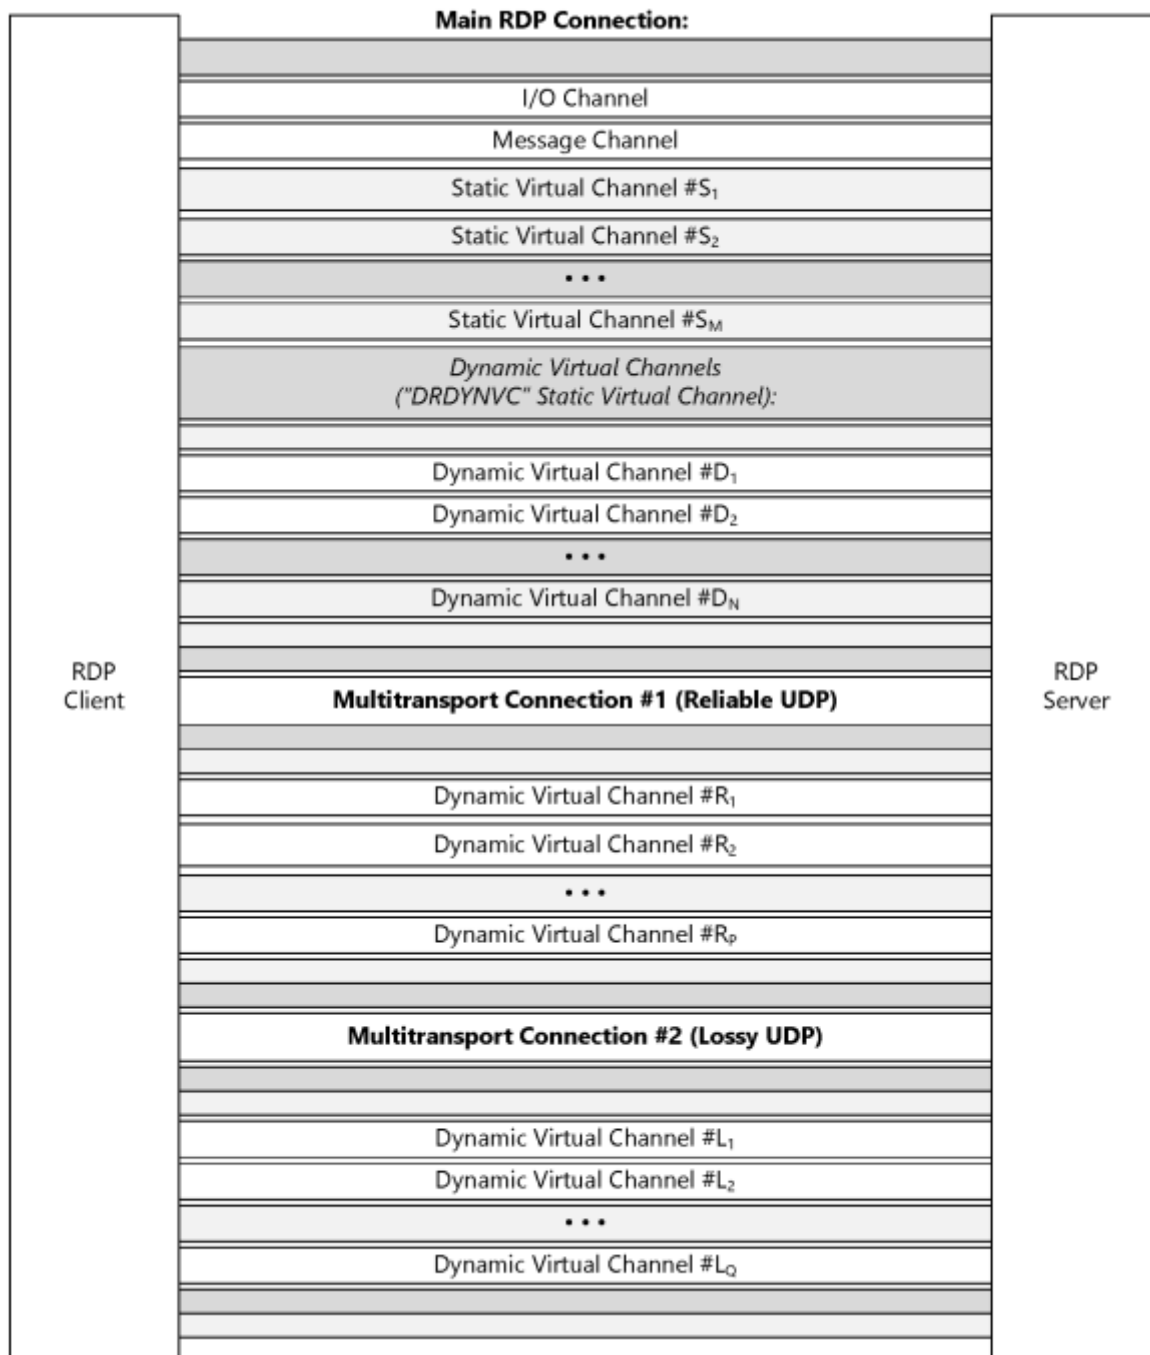 Main RDP Connection:
I/O Channel
Message Channel
Static Virtual Channel #S₁
Static Virtual Channel #S₂
• • •
Static Virtual Channel #Sᴍ
Dynamic Virtual Channels
("DRDYNVC" Static Virtual Channel):
Dynamic Virtual Channel #D₁
Dynamic Virtual Channel #D₂
• • •
Dynamic Virtual Channel #Dɴ
RDP
Client
RDP
Server
Multitransport Connection #1 (Reliable UDP)
Dynamic Virtual Channel #R₁
Dynamic Virtual Channel #R₂
• • •
Dynamic Virtual Channel #Rᴘ
Multitransport Connection #2 (Lossy UDP)
Dynamic Virtual Channel #L₁
Dynamic Virtual Channel #L₂
• • •
Dynamic Virtual Channel #LQ